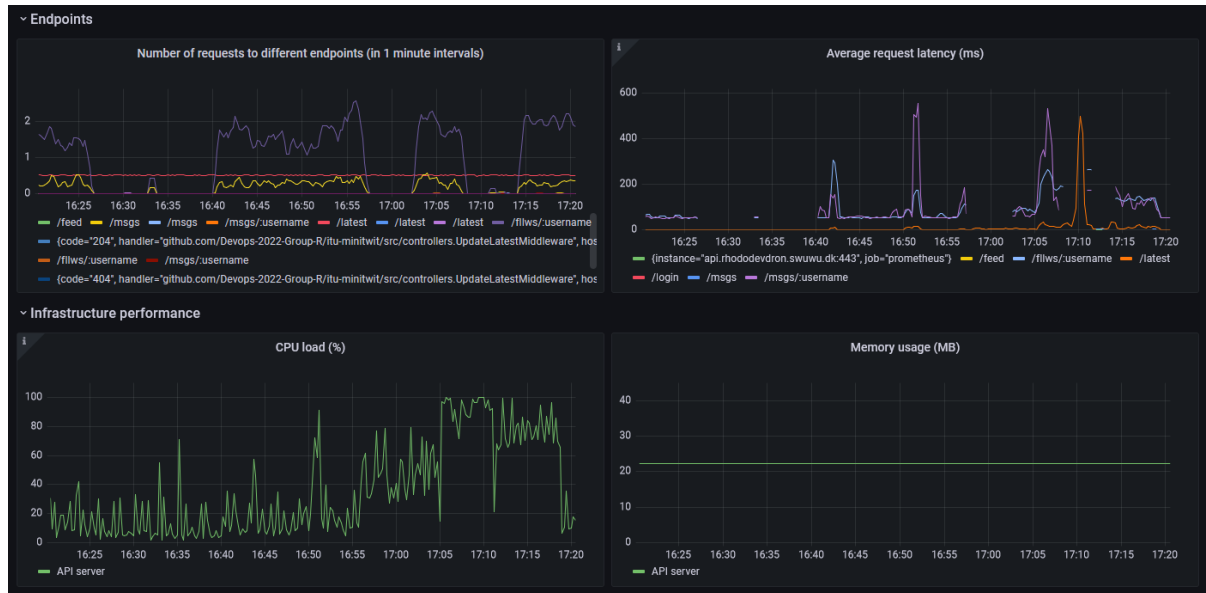 Endpoints
Number of requests to different endpoints (in 1 minute intervals)
2
1
0
16:25 16:30 16:35 16:40 16:45 16:50 16:55 17:00 17:05 17:10 17:15 17:20
/feed /msgs /msgs /msgs/:username /latest /latest /latest /fllws/:username
{code="204", handler="github.com/Devops-2022-Group-R/itu-minitwit/src/controllers.UpdateLatestMiddleware", hos
/fllws/:username /msgs/:username
{code="404", handler="github.com/Devops-2022-Group-R/itu-minitwit/src/controllers.UpdateLatestMiddleware", hos
i
Average request latency (ms)
600
400
200
0
16:25 16:30 16:35 16:40 16:45 16:50 16:55 17:00 17:05 17:10 17:15 17:20
{instance="api.rhododevdron.swuwu.dk:443", job="prometheus"} /feed /fllws/:username /latest
/login /msgs /msgs/:username
Infrastructure performance
i
CPU load (%)
100
80
60
40
20
0
16:25 16:30 16:35 16:40 16:45 16:50 16:55 17:00 17:05 17:10 17:15 17:20
API server
Memory usage (MB)
40
30
20
10
0
16:25 16:30 16:35 16:40 16:45 16:50 16:55 17:00 17:05 17:10 17:15 17:20
API server